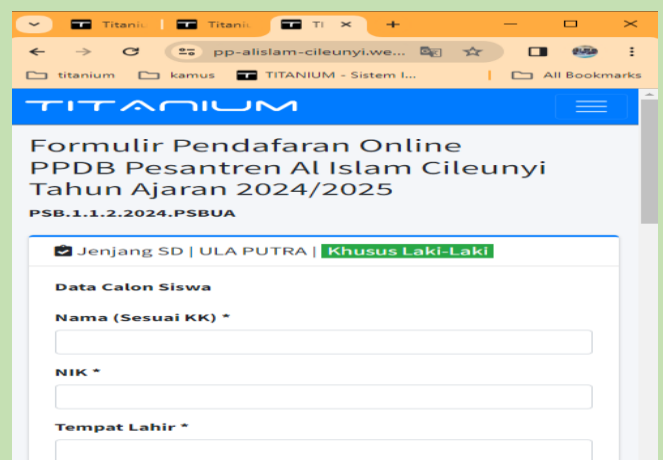 Titani
Titani
TI
pp-alislam-cileunyi.we...
titanium
kamus
TITANIUM - Sistem I...
All Bookmarks
TITANIUM
Formulir Pendafaran Online
PPDB Pesantren Al Islam Cileunyi
Tahun Ajaran 2024/2025
PSB.1.1.2.2024.PSBUA
Jenjang SD | ULA PUTRA | Khusus Laki-Laki
Data Calon Siswa
Nama (Sesuai KK) *
NIK *
Tempat Lahir *